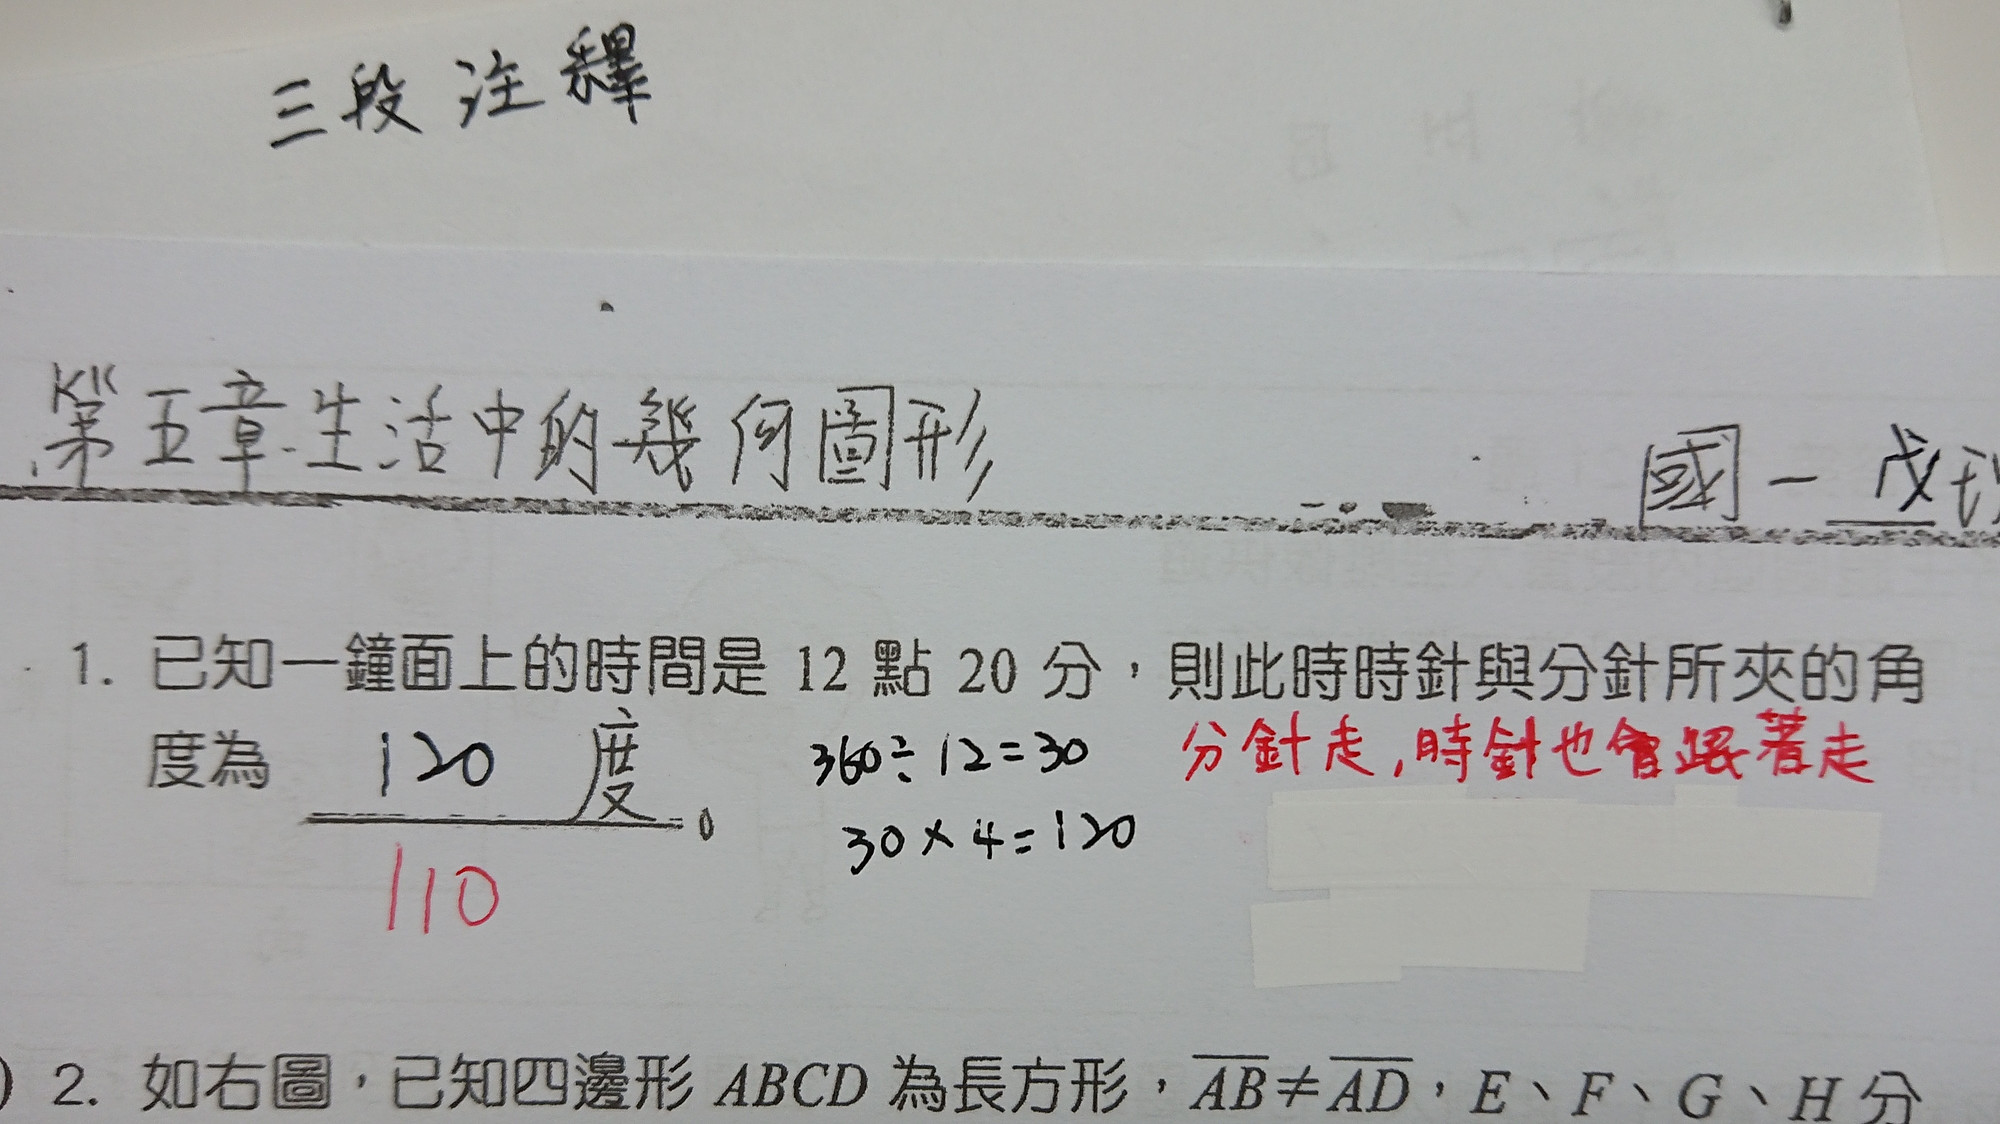 三段注釋
第五章生活中的幾何圖形
國一戊班
1. 已知一鐘面上的時間是 12 點 20 分，則此時時針與分針所夾的角
度為 120 度。
360÷12=30
30×4=120
分針走,時針也會跟著走
110
2. 如右圖，已知四邊形 ABCD 為長方形，AB≠AD，E、F、G、H 分